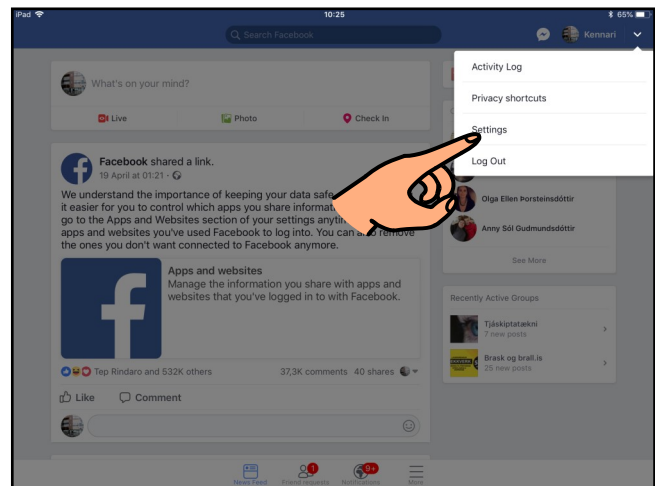 iPad 10:25 65%
Search Facebook
Kennari
What's on your mind?
Live Photo Check In
Activity Log
Privacy shortcuts
Settings
Log Out
Facebook shared a link.
19 April at 01:21
We understand the importance of keeping your data safe
it easier for you to control which apps you share
go to the Apps and Websites section of your settings
apps and websites you've used Facebook to log into. You can also remove
the ones you don't want connected to Facebook anymore.
Apps and websites
Manage the information you share with apps and
websites that you've logged in to with Facebook.
Tep Rindaro and 532K others 37,3K comments 40 shares
Like Comment
Olga Ellen Þorsteinsdóttir
Anny Sól Gudmundsdóttir
See More
Recently Active Groups
Tjáskiptatækni
7 new posts
Brask og brall.is
25 new posts
1 9+
News Feed Friend requests Notifications More